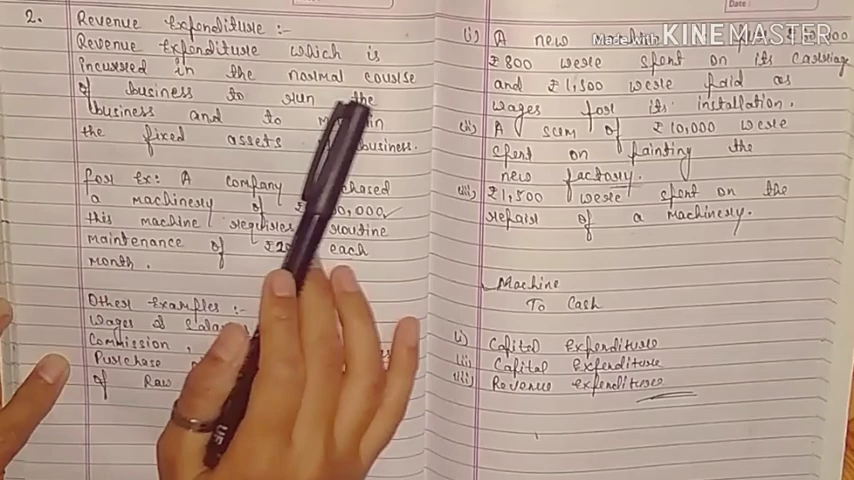 2. Revenue Expenditure :-
Revenue Expenditure which is
incurred in the normal course
of business to run the
business and to
the fixed assets business.
For Ex: A company
a machinery of ₹ 00,000
this machine requires routine
maintenance of each
month.
Other Examples :-
Wages &
Commission,
Purchase
of Raw
Date :
(i) A new
₹800 were spent on its carriage
and ₹1,500 were paid as
wages for its installation.
(ii) A sum of ₹10,000 were
spent on painting the
new factory.
(iii) ₹1,500 were spent on the
repair of a machinery.
Machine
To Cash
i) Capital Expenditure
(ii) Capital Expenditure
(iii) Revenue Expenditure
Made with KINEMASTER
UF